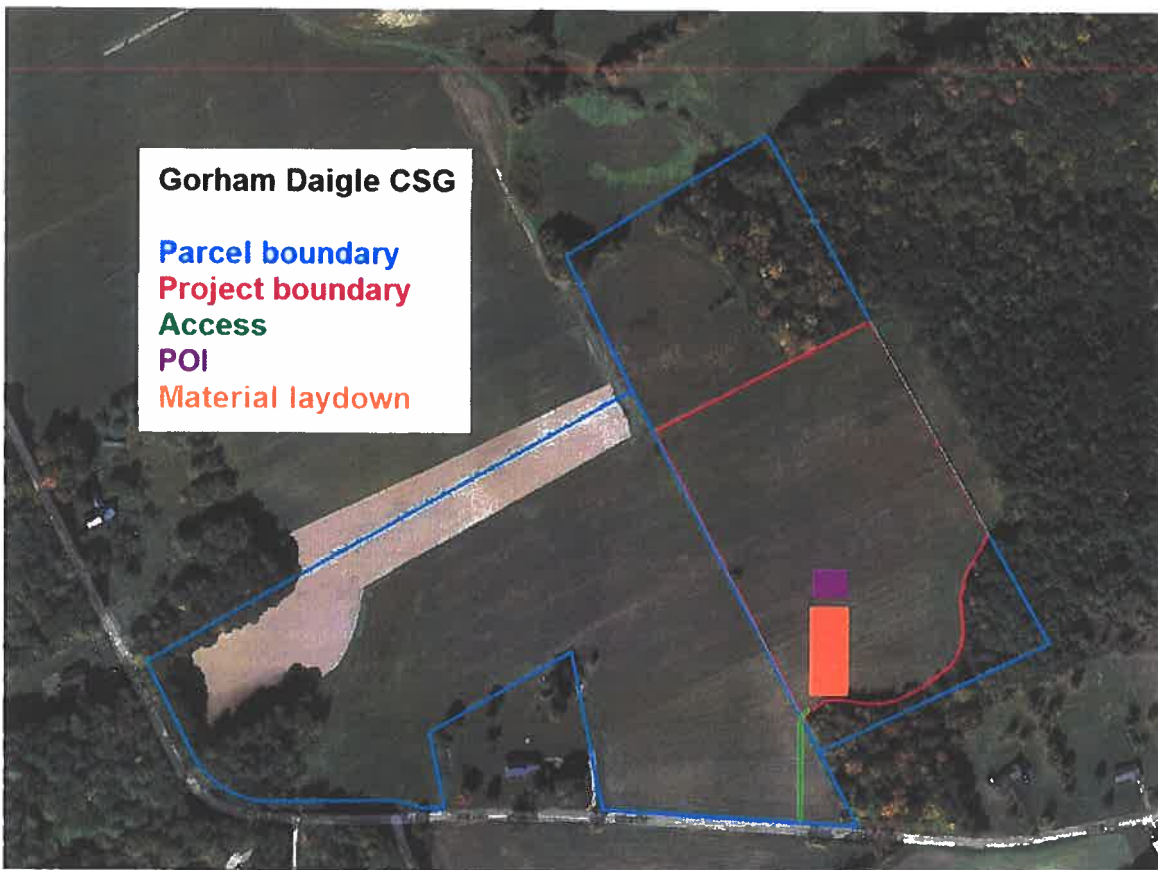 Gorham Daigle CSG
Parcel boundary
Project boundary
Access
POI
Material laydown